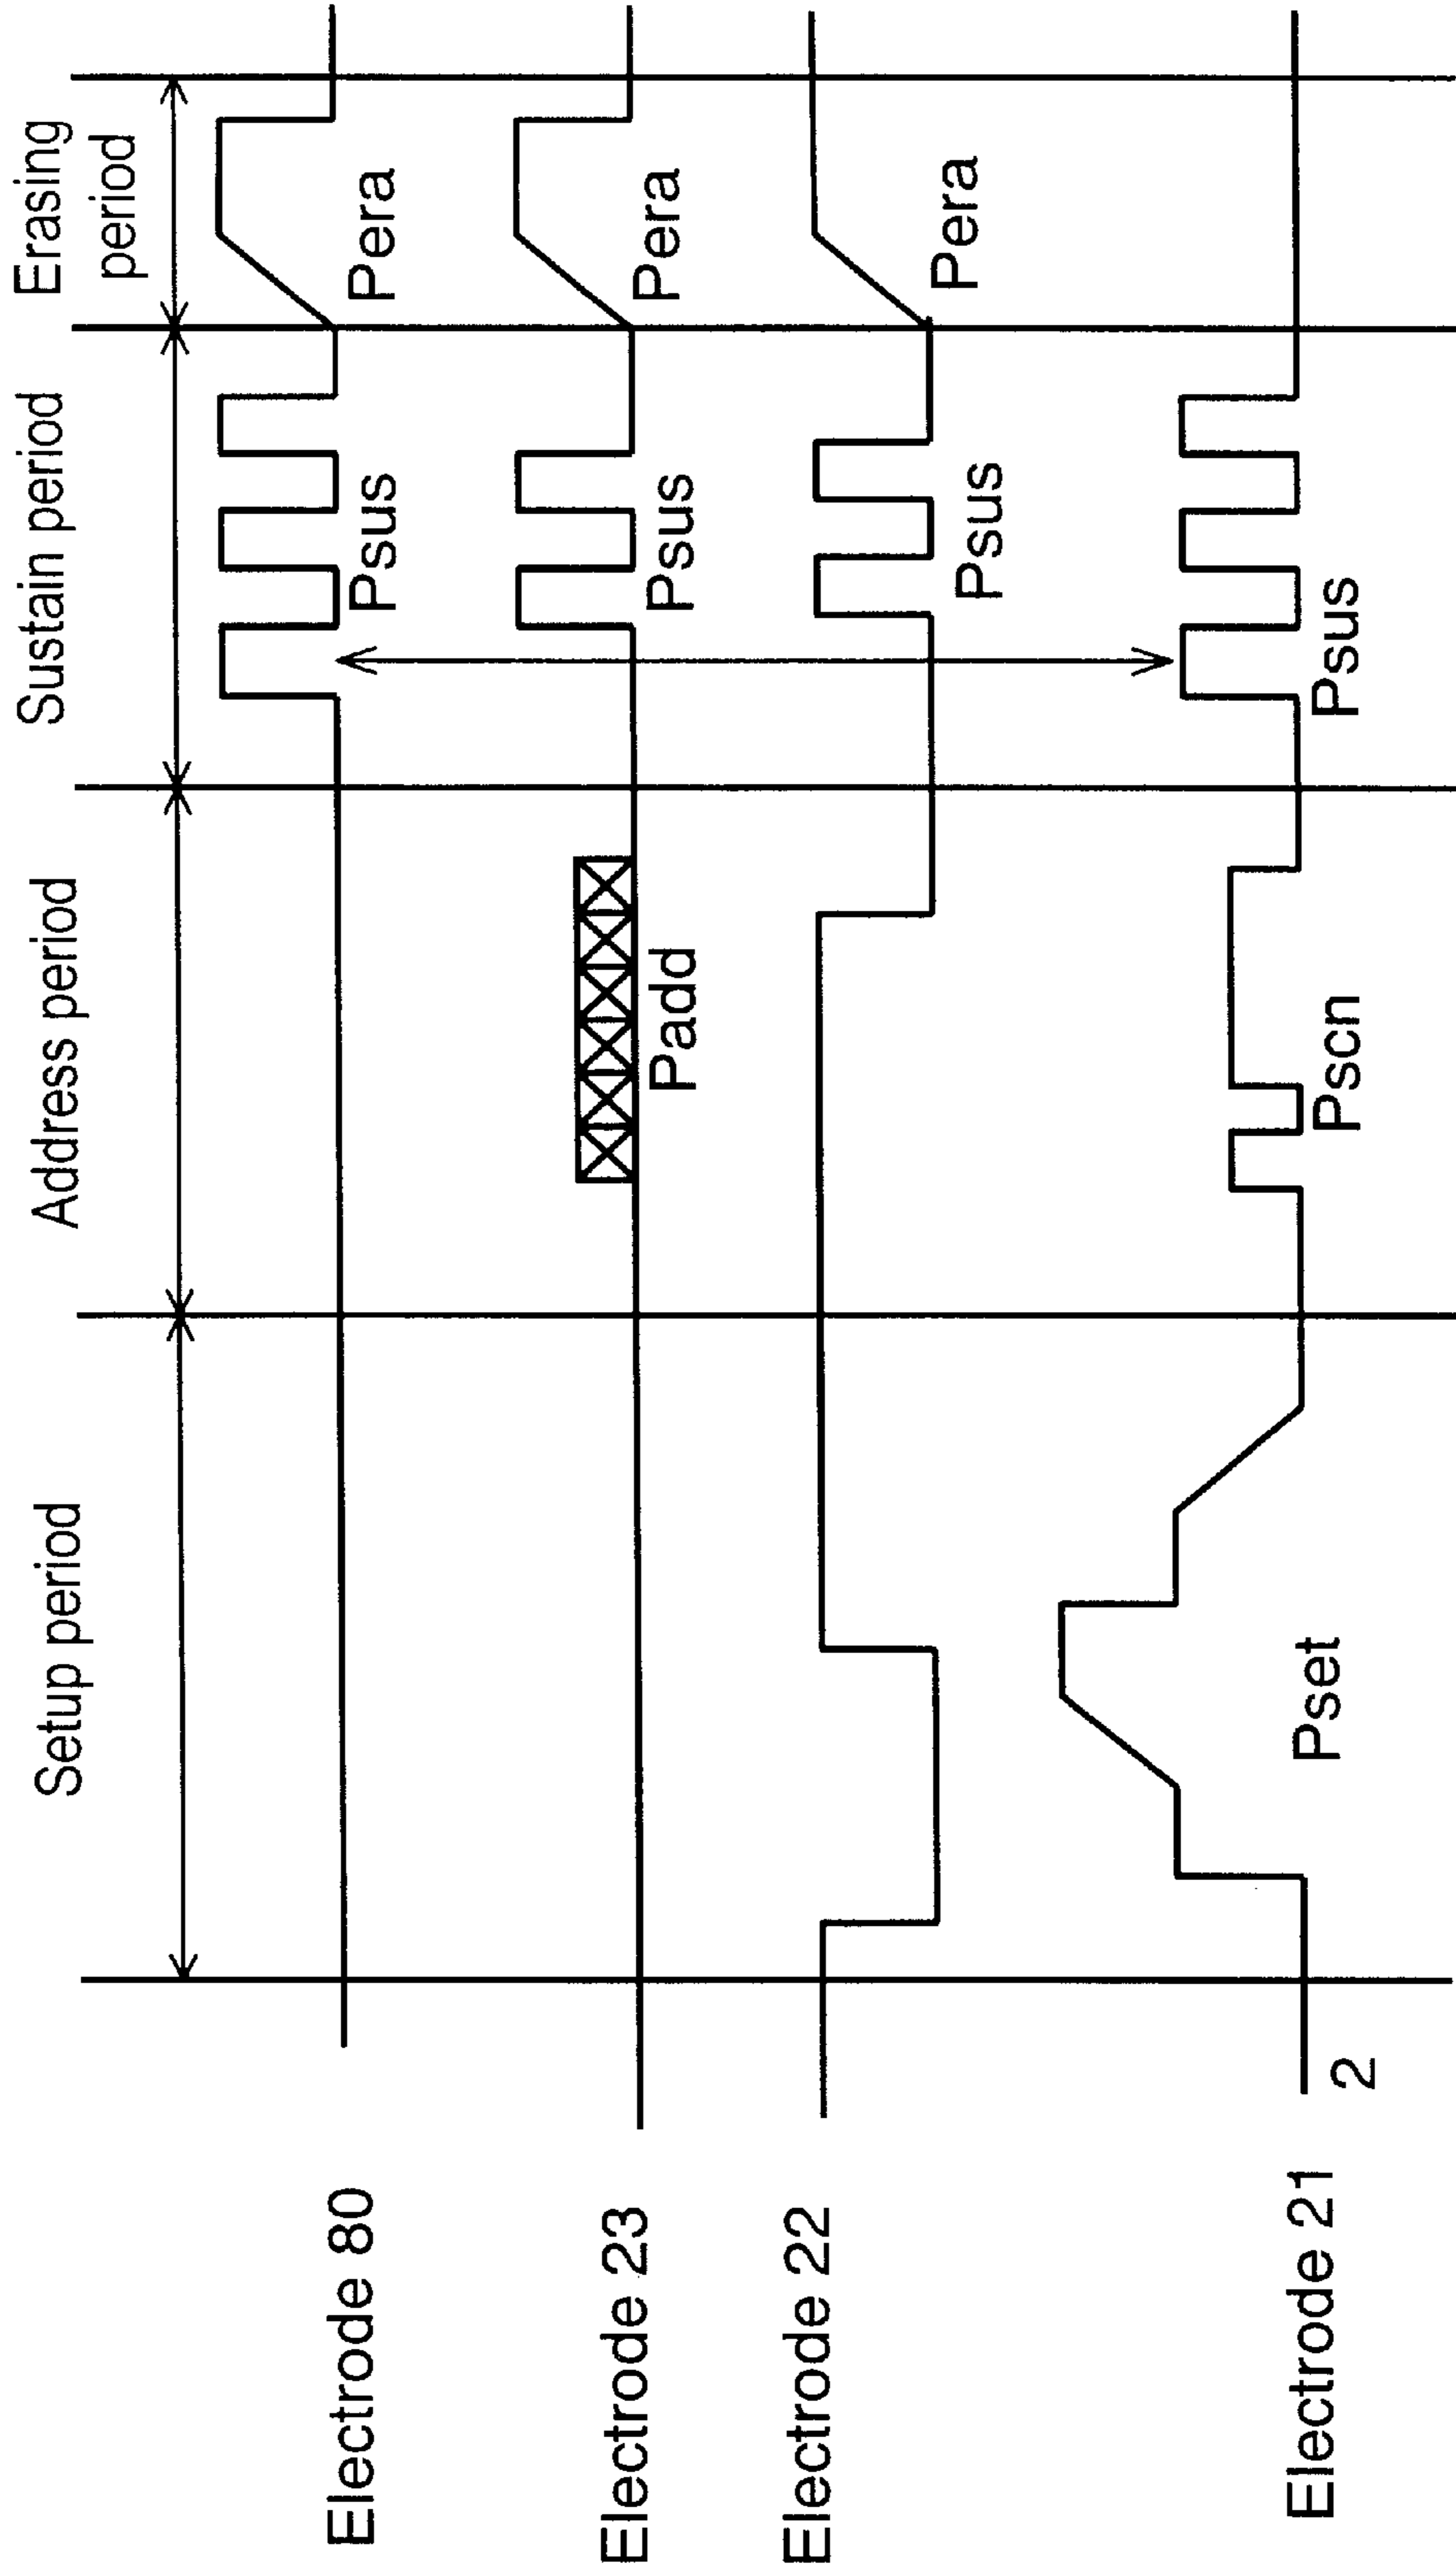 Setup period
Address period
Sustain period
Erasing
period
Electrode 80
Psus
Pera
Electrode 23
Padd
Psus
Pera
Electrode 22
Psus
Pera
Electrode 21
2
Pset
Pscn
Psus